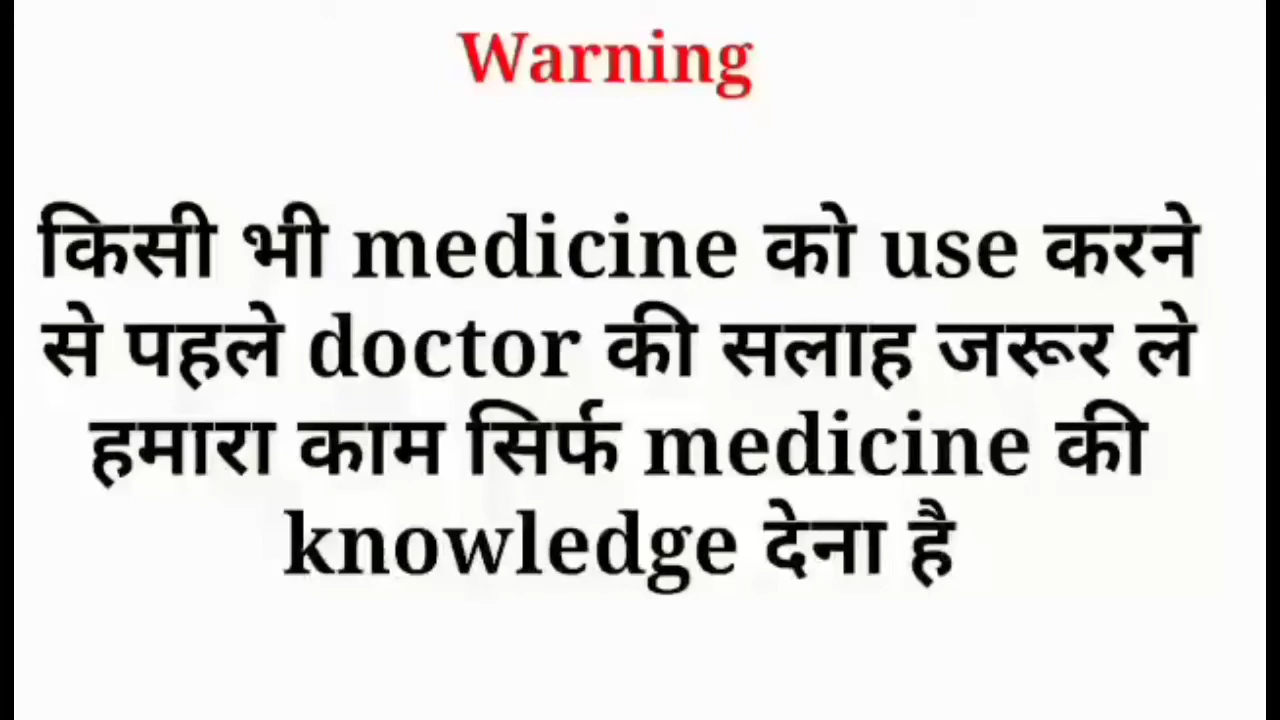 Warning
किसी भी medicine को use करने
से पहले doctor की सलाह जरूर ले
हमारा काम सिर्फ medicine की
knowledge देना है